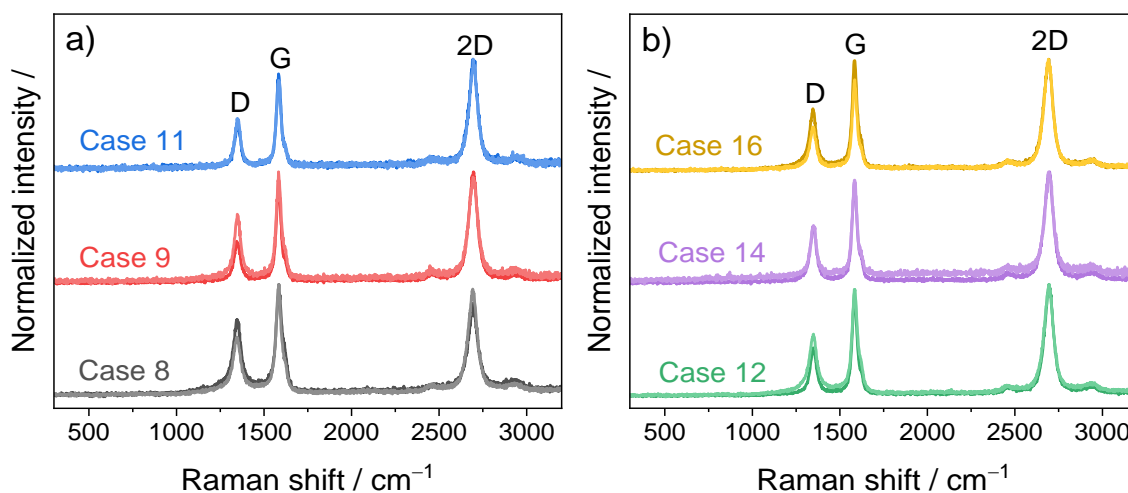 a)
Normalized intensity /
D
G
2D
Case 11
Case 9
Case 8
500 1000 1500 2000 2500 3000
Raman shift / cm⁻¹
b)
Normalized intensity /
D
G
2D
Case 16
Case 14
Case 12
500 1000 1500 2000 2500 3000
Raman shift / cm⁻¹